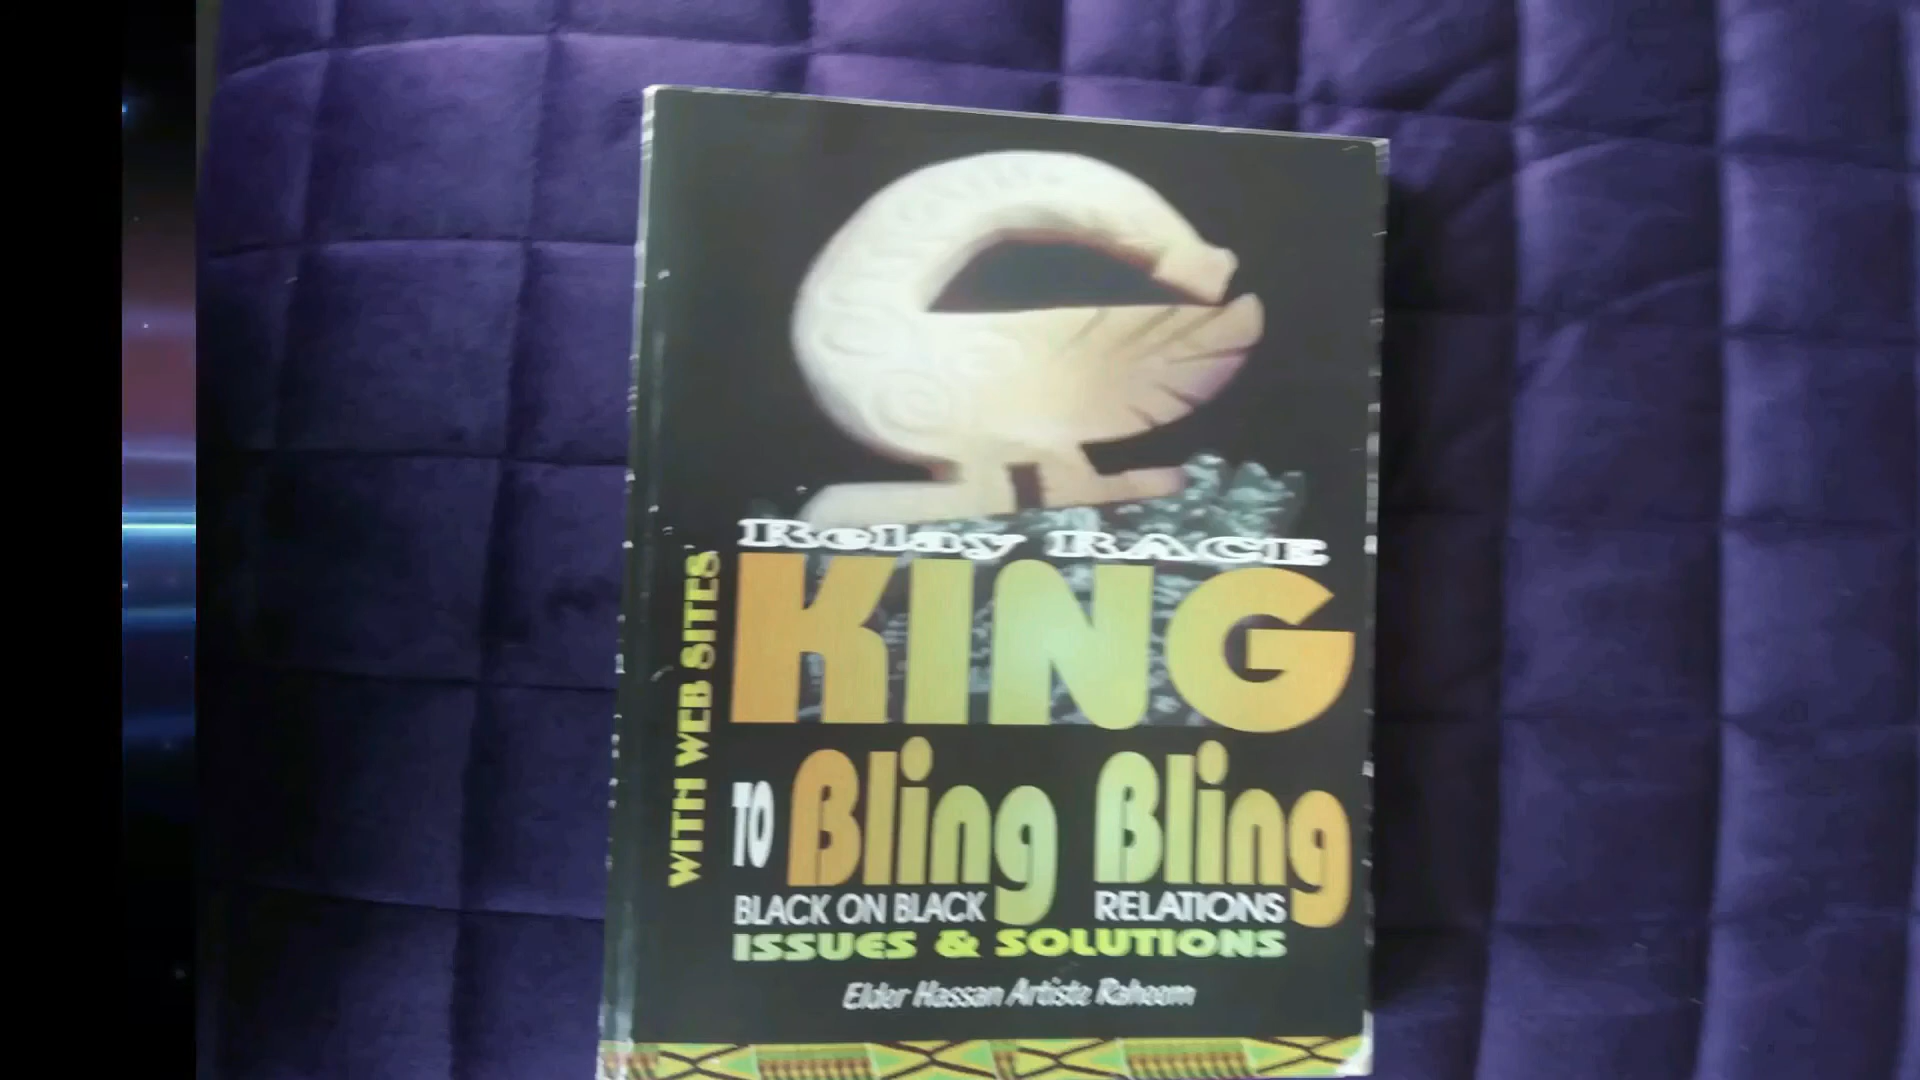 Relay RACE
KING
TO Bling Bling
BLACK ON BLACK RELATIONS
ISSUES & SOLUTIONS
Elder Hassan Artiste Raheem
WITH WEB SITES